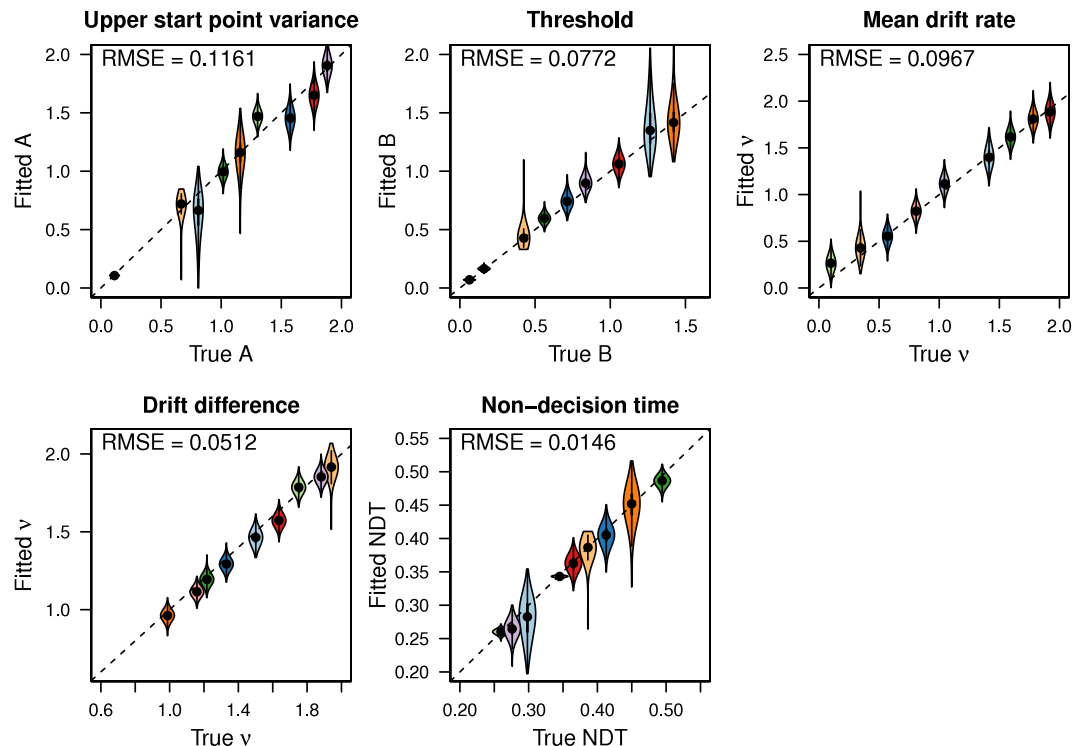 Upper start point variance
RMSE = 0.1161
2.0
1.5
1.0
0.5
0.0
Fitted A
0.0 0.5 1.0 1.5 2.0
True A
Threshold
RMSE = 0.0772
2.0
1.5
1.0
0.5
0.0
Fitted B
0.0 0.5 1.0 1.5
True B
Mean drift rate
RMSE = 0.0967
2.5
2.0
1.5
1.0
0.5
0.0
Fitted ν
0.0 0.5 1.0 1.5 2.0
True ν
Drift difference
RMSE = 0.0512
2.0
1.5
1.0
Fitted ν
0.6 1.0 1.4 1.8
True ν
Non−decision time
RMSE = 0.0146
0.55
0.50
0.45
0.40
0.35
0.30
0.25
0.20
Fitted NDT
0.20 0.30 0.40 0.50
True NDT